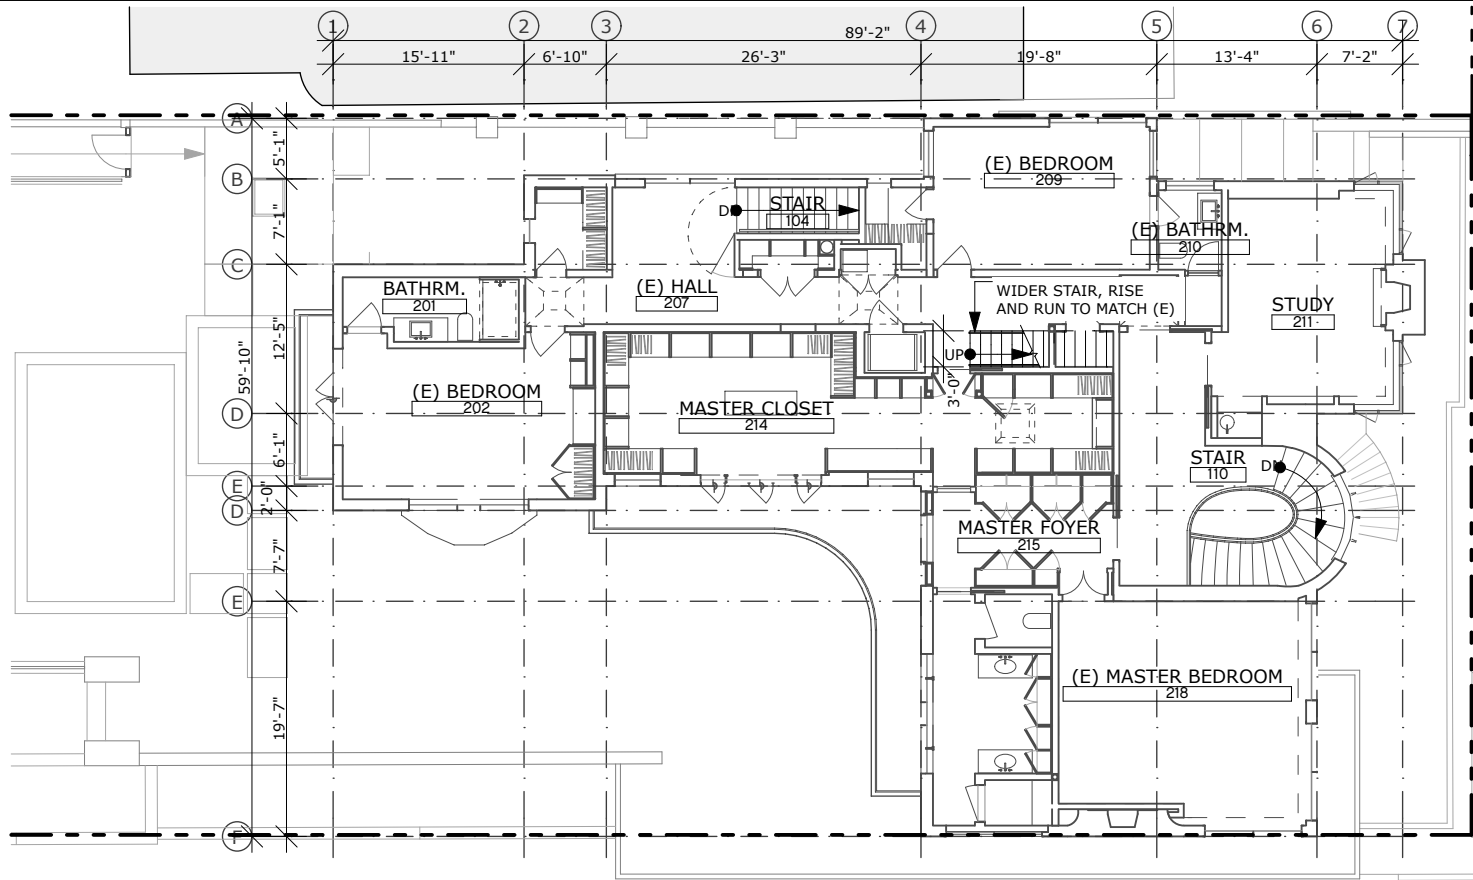 1 2 3 4 5 6 7
89'-2"
15'-11" 6'-10" 26'-3" 19'-8" 13'-4" 7'-2"
A
5'-1"
B
7'-1"
C
12'-5"
59'-10"
D
6'-1"
E
2'-0"
D
7'-7"
E
19'-7"
F
(E) BEDROOM
209
STAIR
104
DN
(E) BATHRM.
210
BATHRM.
201
(E) HALL
207
WIDER STAIR, RISE
AND RUN TO MATCH (E)
STUDY
211
UP
3'-0"
(E) BEDROOM
202
MASTER CLOSET
214
STAIR
110
DN
MASTER FOYER
215
(E) MASTER BEDROOM
218